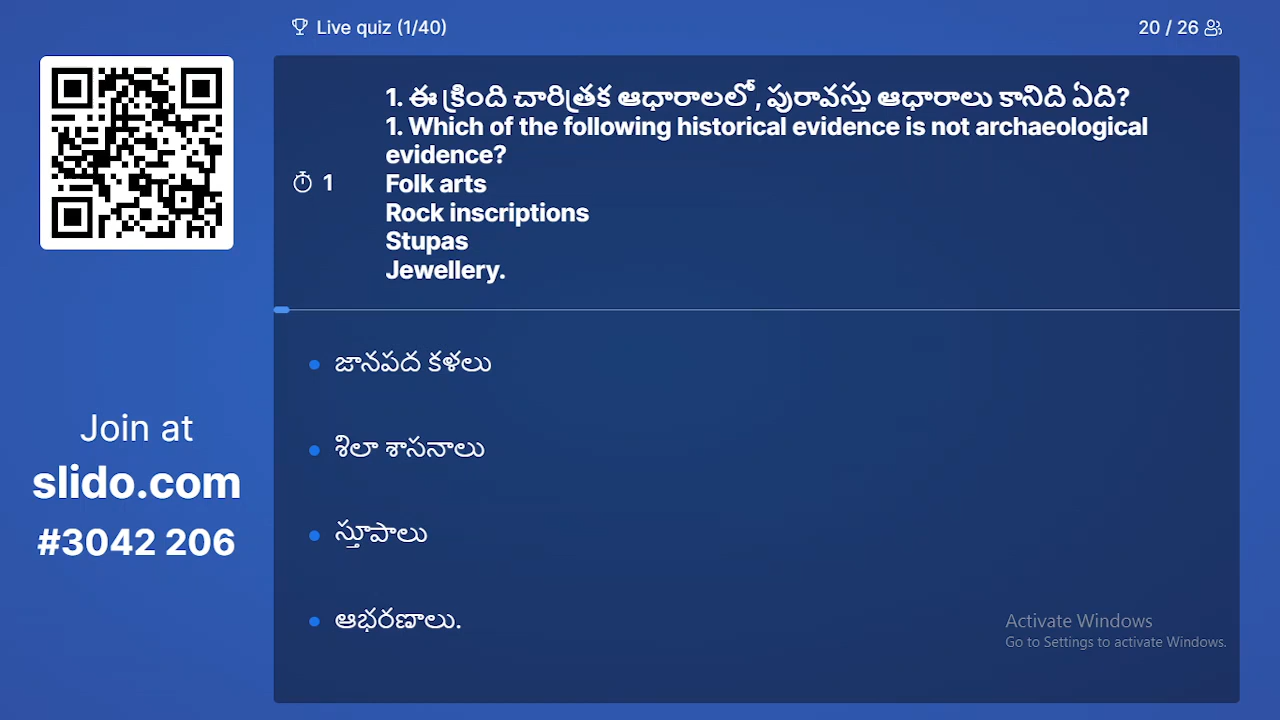 Live quiz (1/40)
20 / 26
1. ఈ క్రింది చారిత్రక ఆధారాలలో, పురావస్తు ఆధారాలు కానిది ఏది?
1. Which of the following historical evidence is not archaeological
evidence?
1
Folk arts
Rock inscriptions
Stupas
Jewellery.
జానపద కళలు
శిలా శాసనాలు
స్తూపాలు
ఆభరణాలు.
Join at
slido.com
#3042 206
Activate Windows
Go to Settings to activate Windows.